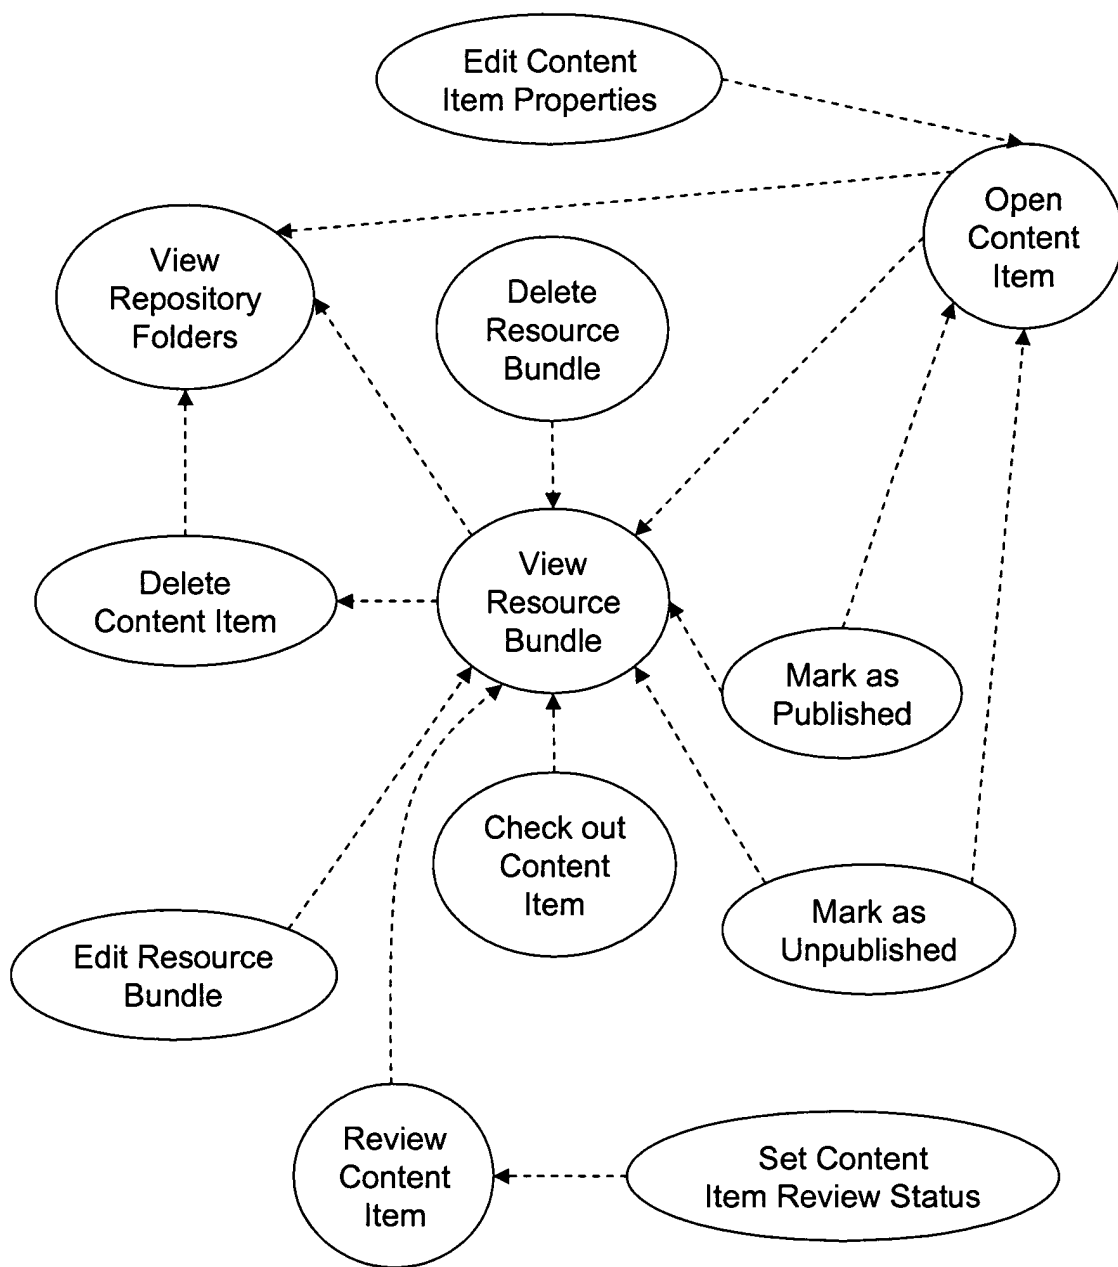 Edit Content
Item Properties
Open
Content
Item
View
Repository
Folders
Delete
Resource
Bundle
View
Resource
Bundle
Delete
Content Item
Mark as
Published
Check out
Content
Item
Mark as
Unpublished
Edit Resource
Bundle
Review
Content
Item
Set Content
Item Review Status